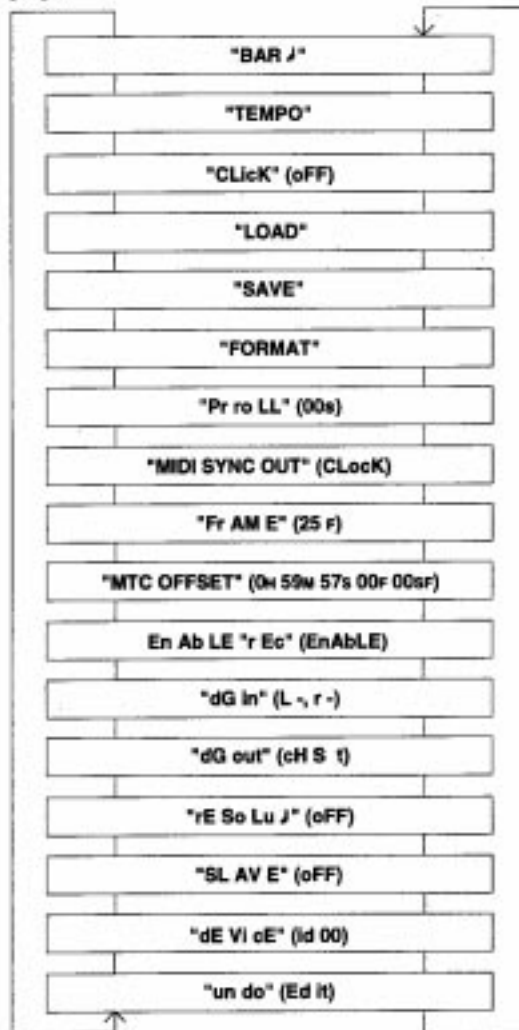 "BAR ♩"
"TEMPO"
"CLicK" (oFF)
"LOAD"
"SAVE"
"FORMAT"
"Pr ro LL" (00s)
"MIDI SYNC OUT" (CLocK)
"Fr AM E" (25 F)
"MTC OFFSET" (0H 59M 57s 00F 00SF)
En Ab LE "r Ec" (EnAbLE)
"dG in" (L -, r -)
"dG out" (cH S t)
"rE So Lu ♩" (oFF)
"SL AV E" (oFF)
"dE Vi cE" (id 00)
"un do" (Ed it)